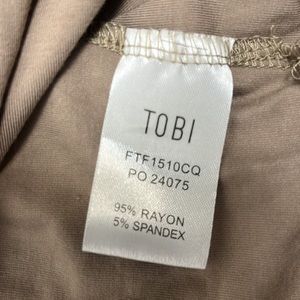 TOBI
FTF1510CQ
PO 24075
95% RAYON
5% SPANDEX